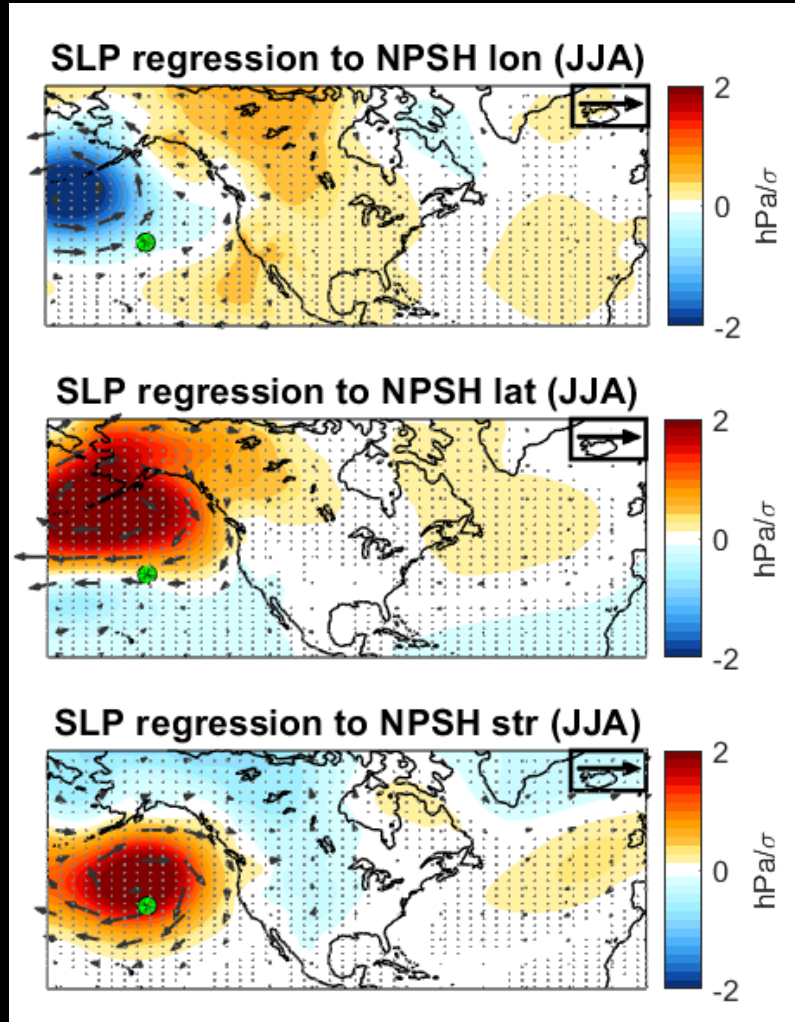 SLP regression to NPSH lon (JJA)
2
0
-2
hPa/σ
SLP regression to NPSH lat (JJA)
2
0
-2
hPa/σ
SLP regression to NPSH str (JJA)
2
0
-2
hPa/σ